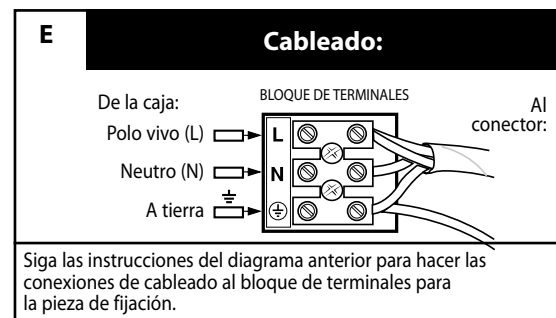 E
Cableado:
De la caja:
BLOQUE DE TERMINALES
Al
conector:
Polo vivo (L)
L
Neutro (N)
N
A tierra
Siga las instrucciones del diagrama anterior para hacer las
conexiones de cableado al bloque de terminales para
la pieza de fijación.